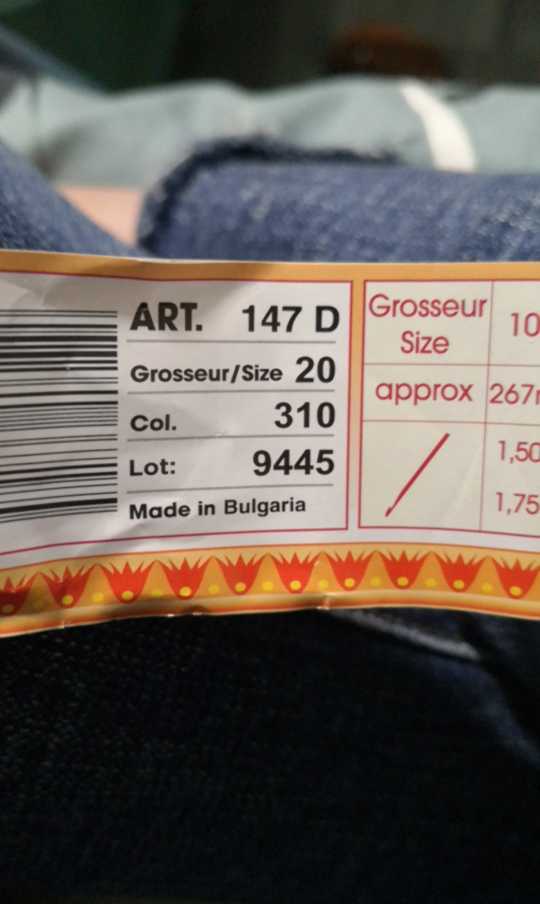 ART. 147 D
Grosseur/Size 20
Col. 310
Lot: 9445
Made in Bulgaria
Grosseur
Size
10
approx
1,50
1,75